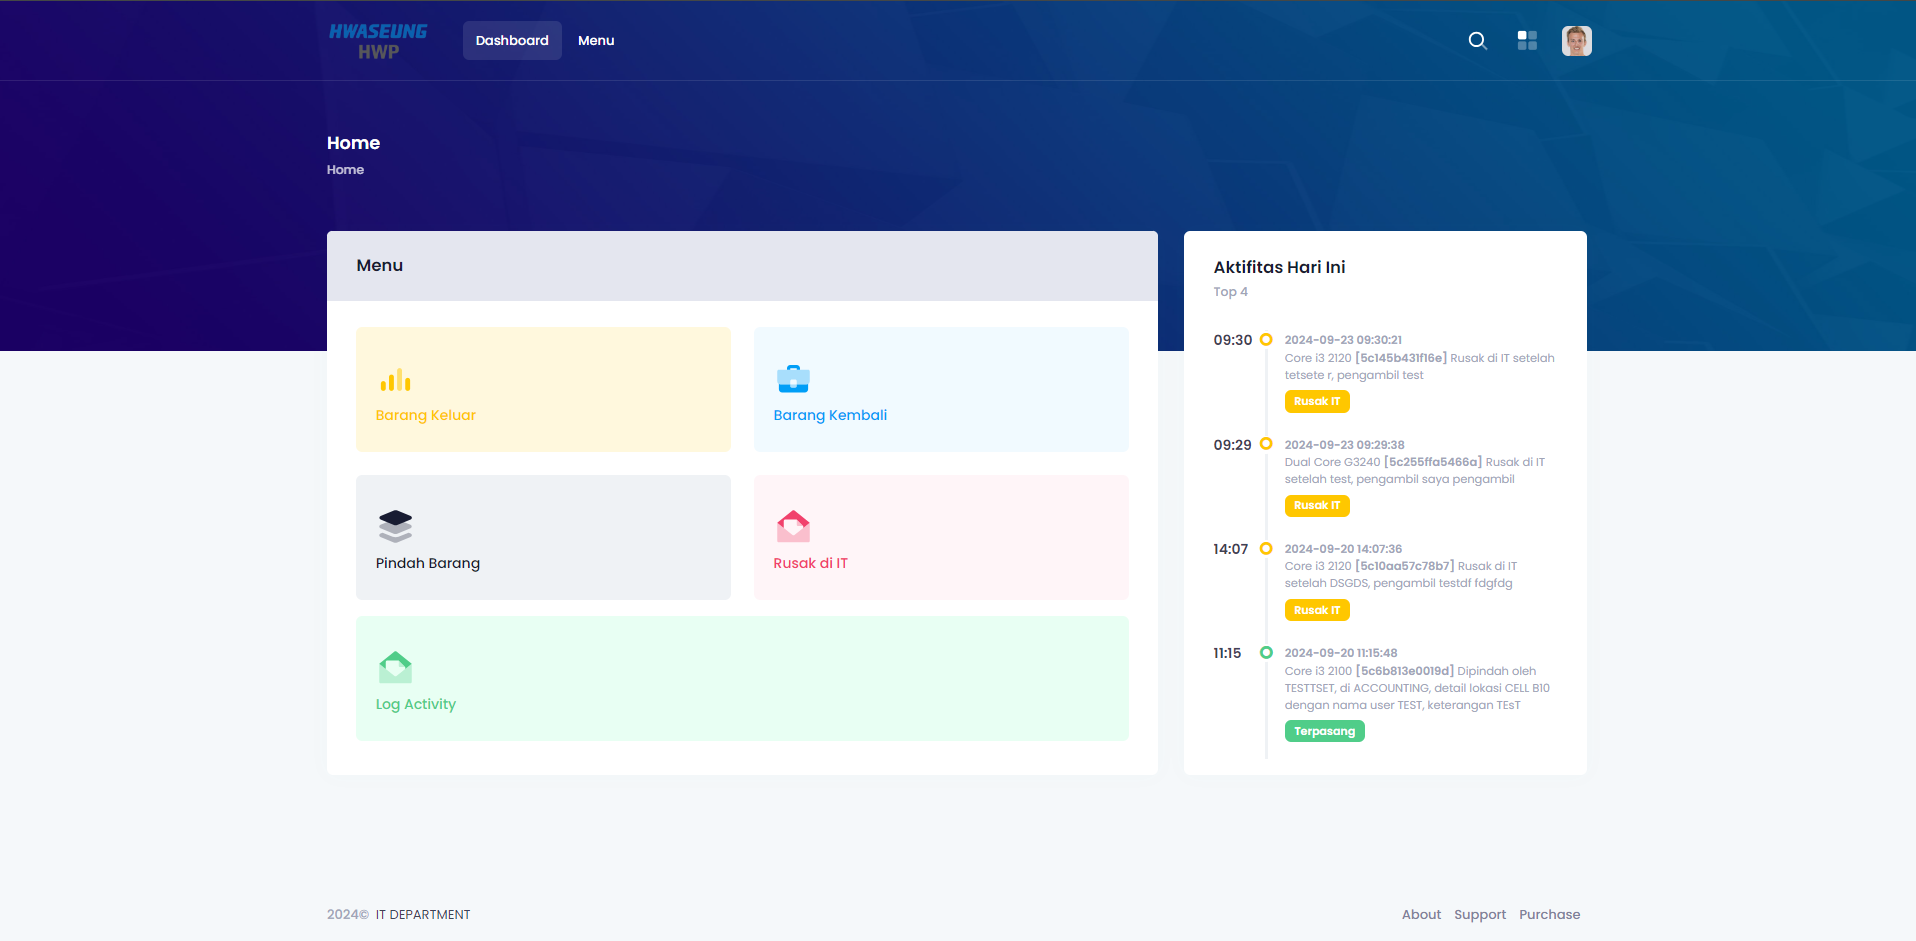 HWASEUNG
HWP
Dashboard
Menu
Home
Home
Menu
Barang Keluar
Barang Kembali
Pindah Barang
Rusak di IT
Log Activity
Aktifitas Hari Ini
Top 4
09:30
2024-09-23 09:30:21
Core i3 2120 [5c145b431f16e] Rusak di IT setelah
tetsete r, pengambil test
Rusak IT
09:29
2024-09-23 09:29:38
Dual Core G3240 [5c255ffa5466a] Rusak di IT
setelah test, pengambil saya pengambil
Rusak IT
14:07
2024-09-20 14:07:36
Core i3 2120 [5c10aa57c78b7] Rusak di IT
setelah DSGDS, pengambil testdf fdgfdg
Rusak IT
11:15
2024-09-20 11:15:48
Core i3 2100 [5c6b813e0019d] Dipindah oleh
TESTTSET, di ACCOUNTING, detail lokasi CELL B10
dengan nama user TEST, keterangan TEsT
Terpasang
2024© IT DEPARTMENT
About
Support
Purchase